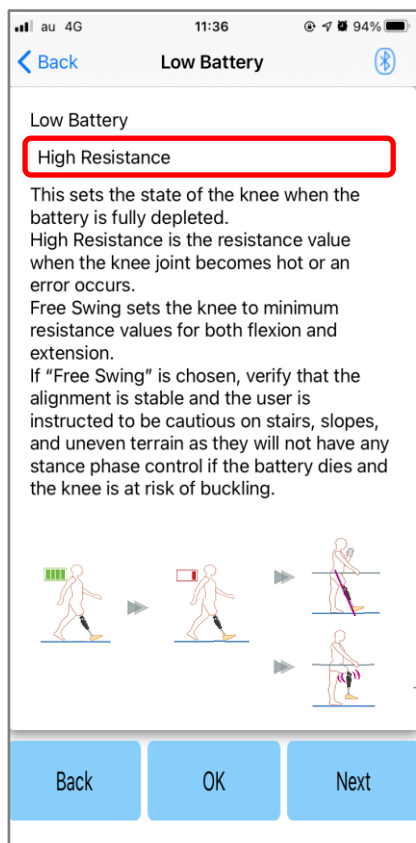 au 4G 11:36 94%
Back Low Battery
Low Battery
High Resistance
This sets the state of the knee when the
battery is fully depleted.
High Resistance is the resistance value
when the knee joint becomes hot or an
error occurs.
Free Swing sets the knee to minimum
resistance values for both flexion and
extension.
If “Free Swing” is chosen, verify that the
alignment is stable and the user is
instructed to be cautious on stairs, slopes,
and uneven terrain as they will not have any
stance phase control if the battery dies and
the knee is at risk of buckling.
Back OK Next